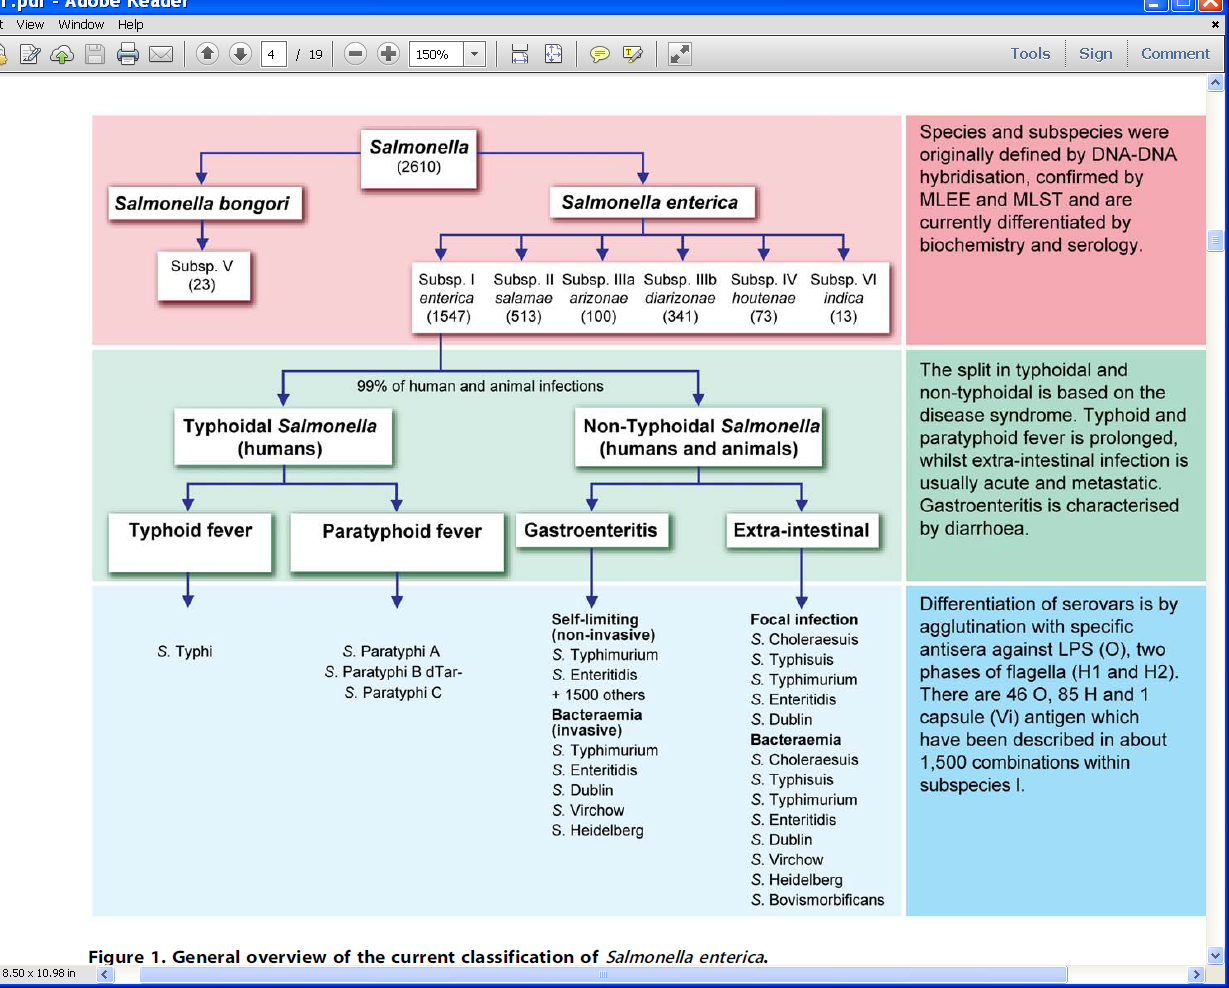 .pdf - Adobe Reader
View Window Help
4 / 19 150% Tools Sign Comment
Salmonella
(2610)
Salmonella bongori
Salmonella enterica
Subsp. V
(23)
Subsp. I
enterica
(1547)
Subsp. II
salamae
(513)
Subsp. IIIa
arizonae
(100)
Subsp. IIIb
diarizonae
(341)
Subsp. IV
houtenae
(73)
Subsp. VI
indica
(13)
Species and subspecies were
originally defined by DNA-DNA
hybridisation, confirmed by
MLEE and MLST and are
currently differentiated by
biochemistry and serology.
99% of human and animal infections
Typhoidal Salmonella
(humans)
Non-Typhoidal Salmonella
(humans and animals)
Typhoid fever
Paratyphoid fever
Gastroenteritis
Extra-intestinal
The split in typhoidal and
non-typhoidal is based on the
disease syndrome. Typhoid and
paratyphoid fever is prolonged,
whilst extra-intestinal infection is
usually acute and metastatic.
Gastroenteritis is characterised
by diarrhoea.
S. Typhi
S. Paratyphi A
S. Paratyphi B dTar-
S. Paratyphi C
Self-limiting
(non-invasive)
S. Typhimurium
S. Enteritidis
+ 1500 others
Bacteraemia
(invasive)
S. Typhimurium
S. Enteritidis
S. Dublin
S. Virchow
S. Heidelberg
Focal infection
S. Choleraesuis
S. Typhisuis
S. Typhimurium
S. Enteritidis
S. Dublin
Bacteraemia
S. Choleraesuis
S. Typhisuis
S. Typhimurium
S. Enteritidis
S. Dublin
S. Virchow
S. Heidelberg
S. Bovismorbificans
Differentiation of serovars is by
agglutination with specific
antisera against LPS (O), two
phases of flagella (H1 and H2).
There are 46 O, 85 H and 1
capsule (Vi) antigen which
have been described in about
1,500 combinations within
subspecies I.
Figure 1. General overview of the current classification of Salmonella enterica.
8.50 x 10.98 in